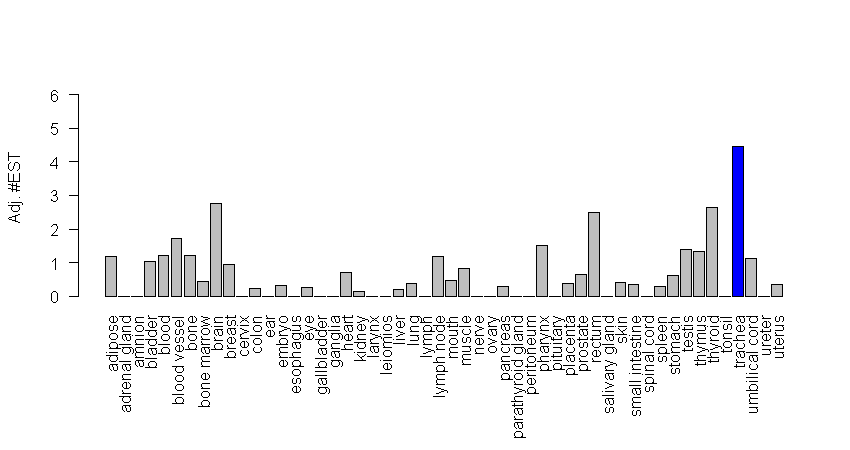 Adj. #EST
6
5
4
3
2
1
0
adipose
adrenal gland
amnion
bladder
blood
blood vessel
bone
bone marrow
brain
breast
cervix
colon
ear
embryo
esophagus
eye
gallbladder
ganglia
heart
kidney
larynx
leiomios
liver
lung
lymph
lymph node
mouth
muscle
nerve
ovary
pancreas
parathyroid gland
peritoneum
pharynx
pituitary
placenta
prostate
rectum
salivary gland
skin
small intestine
spinal cord
spleen
stomach
testis
thymus
thyroid
tonsil
trachea
umbilical cord
ureter
uterus